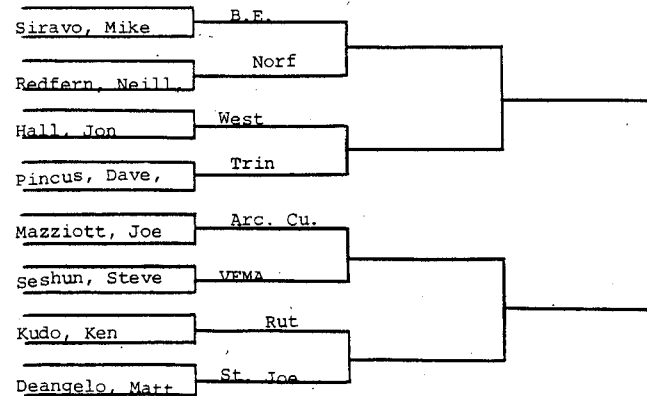 Siravo, Mike B.E.
Redfern, Neill, Norf
Hall, Jon West
Pincus, Dave, Trin
Mazziott, Joe Arc. Cu.
Seshun, Steve VFMA
Kudo, Ken Rut
Deangelo, Matt St. Joe